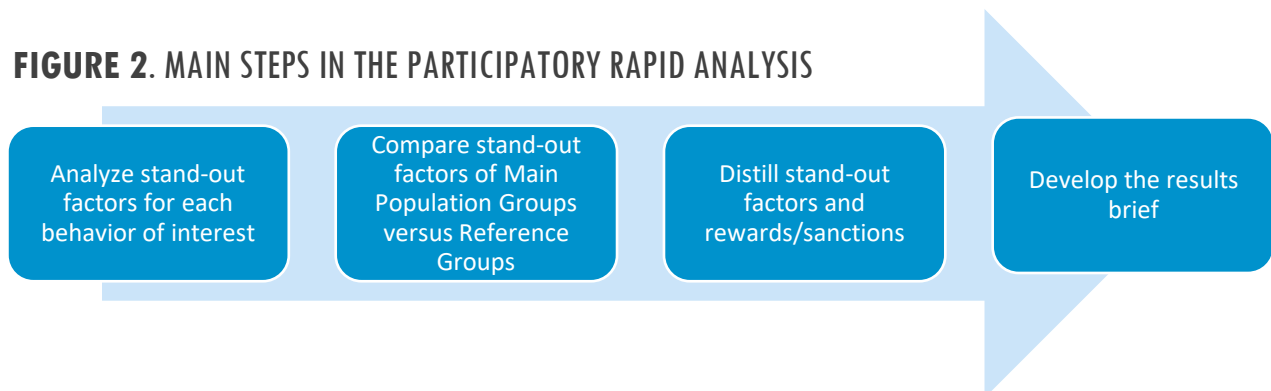 FIGURE 2. MAIN STEPS IN THE PARTICIPATORY RAPID ANALYSIS
Analyze stand-out
factors for each
behavior of interest
Compare stand-out
factors of Main
Population Groups
versus Reference
Groups
Distill stand-out
factors and
rewards/sanctions
Develop the results
brief